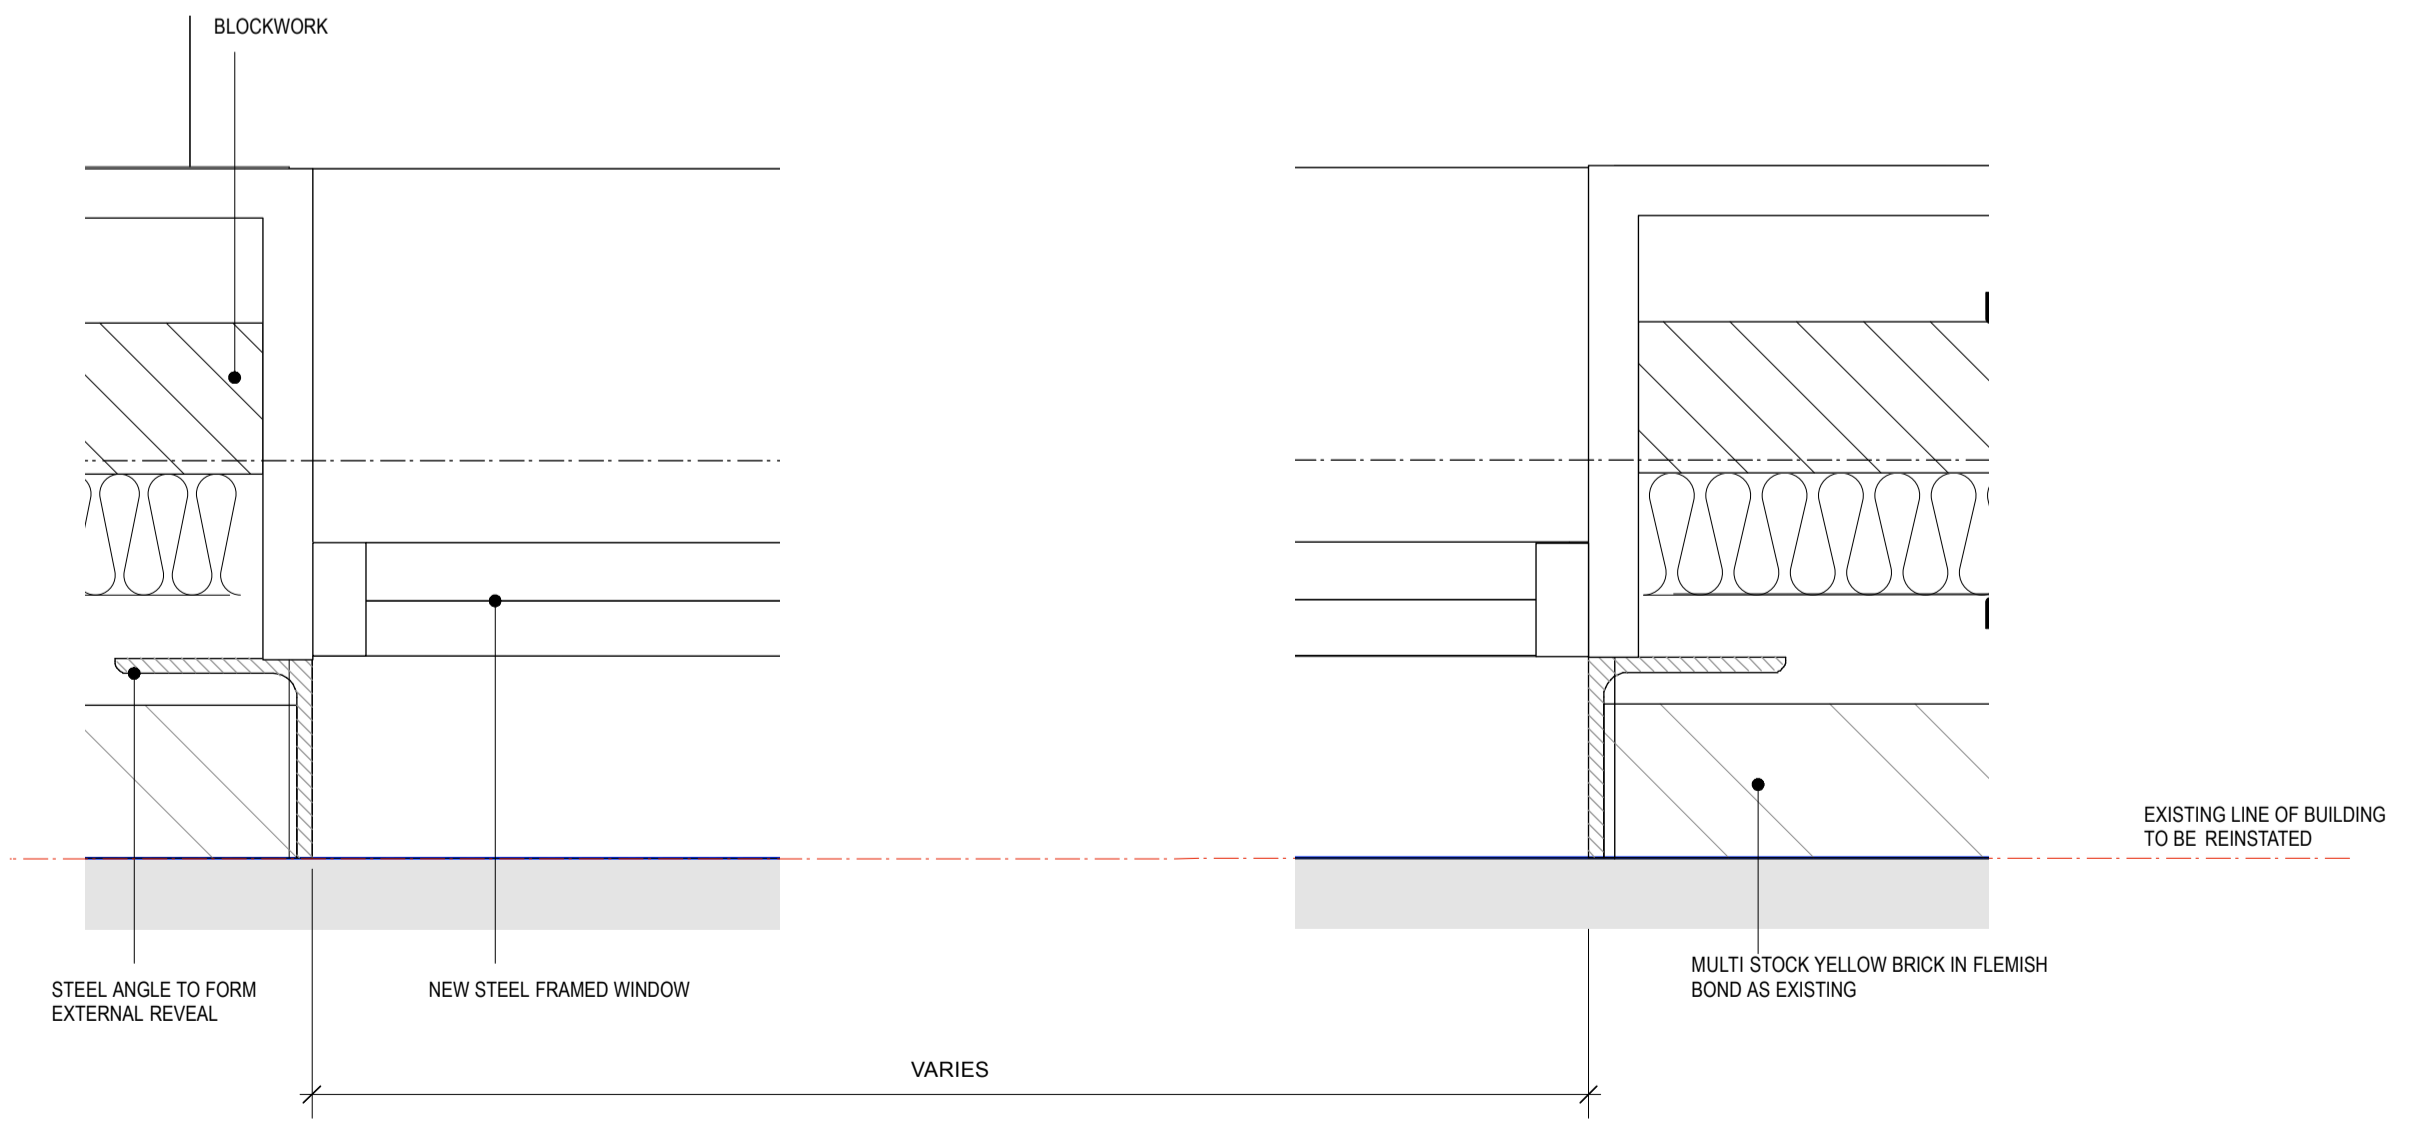 BLOCKWORK
EXISTING LINE OF BUILDING
TO BE REINSTATED
MULTI STOCK YELLOW BRICK IN FLEMISH
BOND AS EXISTING
STEEL ANGLE TO FORM
EXTERNAL REVEAL
NEW STEEL FRAMED WINDOW
VARIES